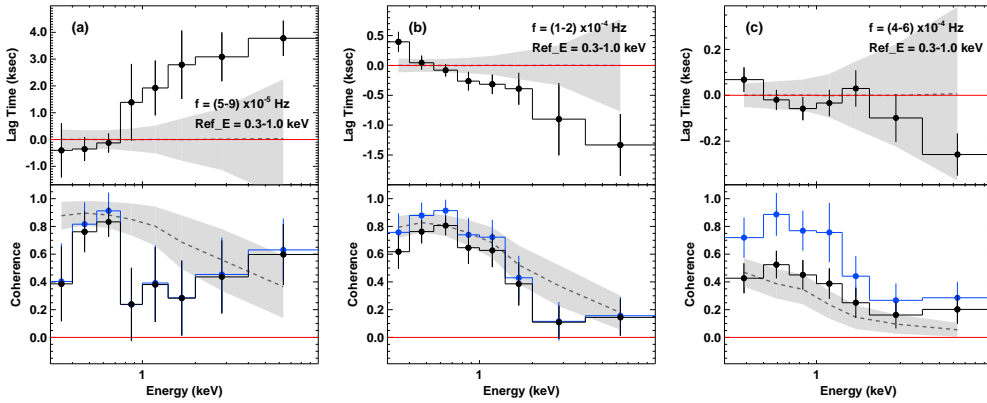 (a)
f = (5-9) x10⁻⁵ Hz
Ref_E = 0.3-1.0 keV
Lag Time (ksec)
4.0
3.0
2.0
1.0
0.0
-1.0
Coherence
1.0
0.8
0.6
0.4
0.2
0.0
1
Energy (keV)
(b)
f = (1-2) x10⁻⁴ Hz
Ref_E = 0.3-1.0 keV
Lag Time (ksec)
0.5
0.0
-0.5
-1.0
-1.5
Coherence
1.0
0.8
0.6
0.4
0.2
0.0
1
Energy (keV)
(c)
f = (4-6) x10⁻⁴ Hz
Ref_E = 0.3-1.0 keV
Lag Time (ksec)
0.2
0.0
-0.2
Coherence
1.0
0.8
0.6
0.4
0.2
0.0
1
Energy (keV)